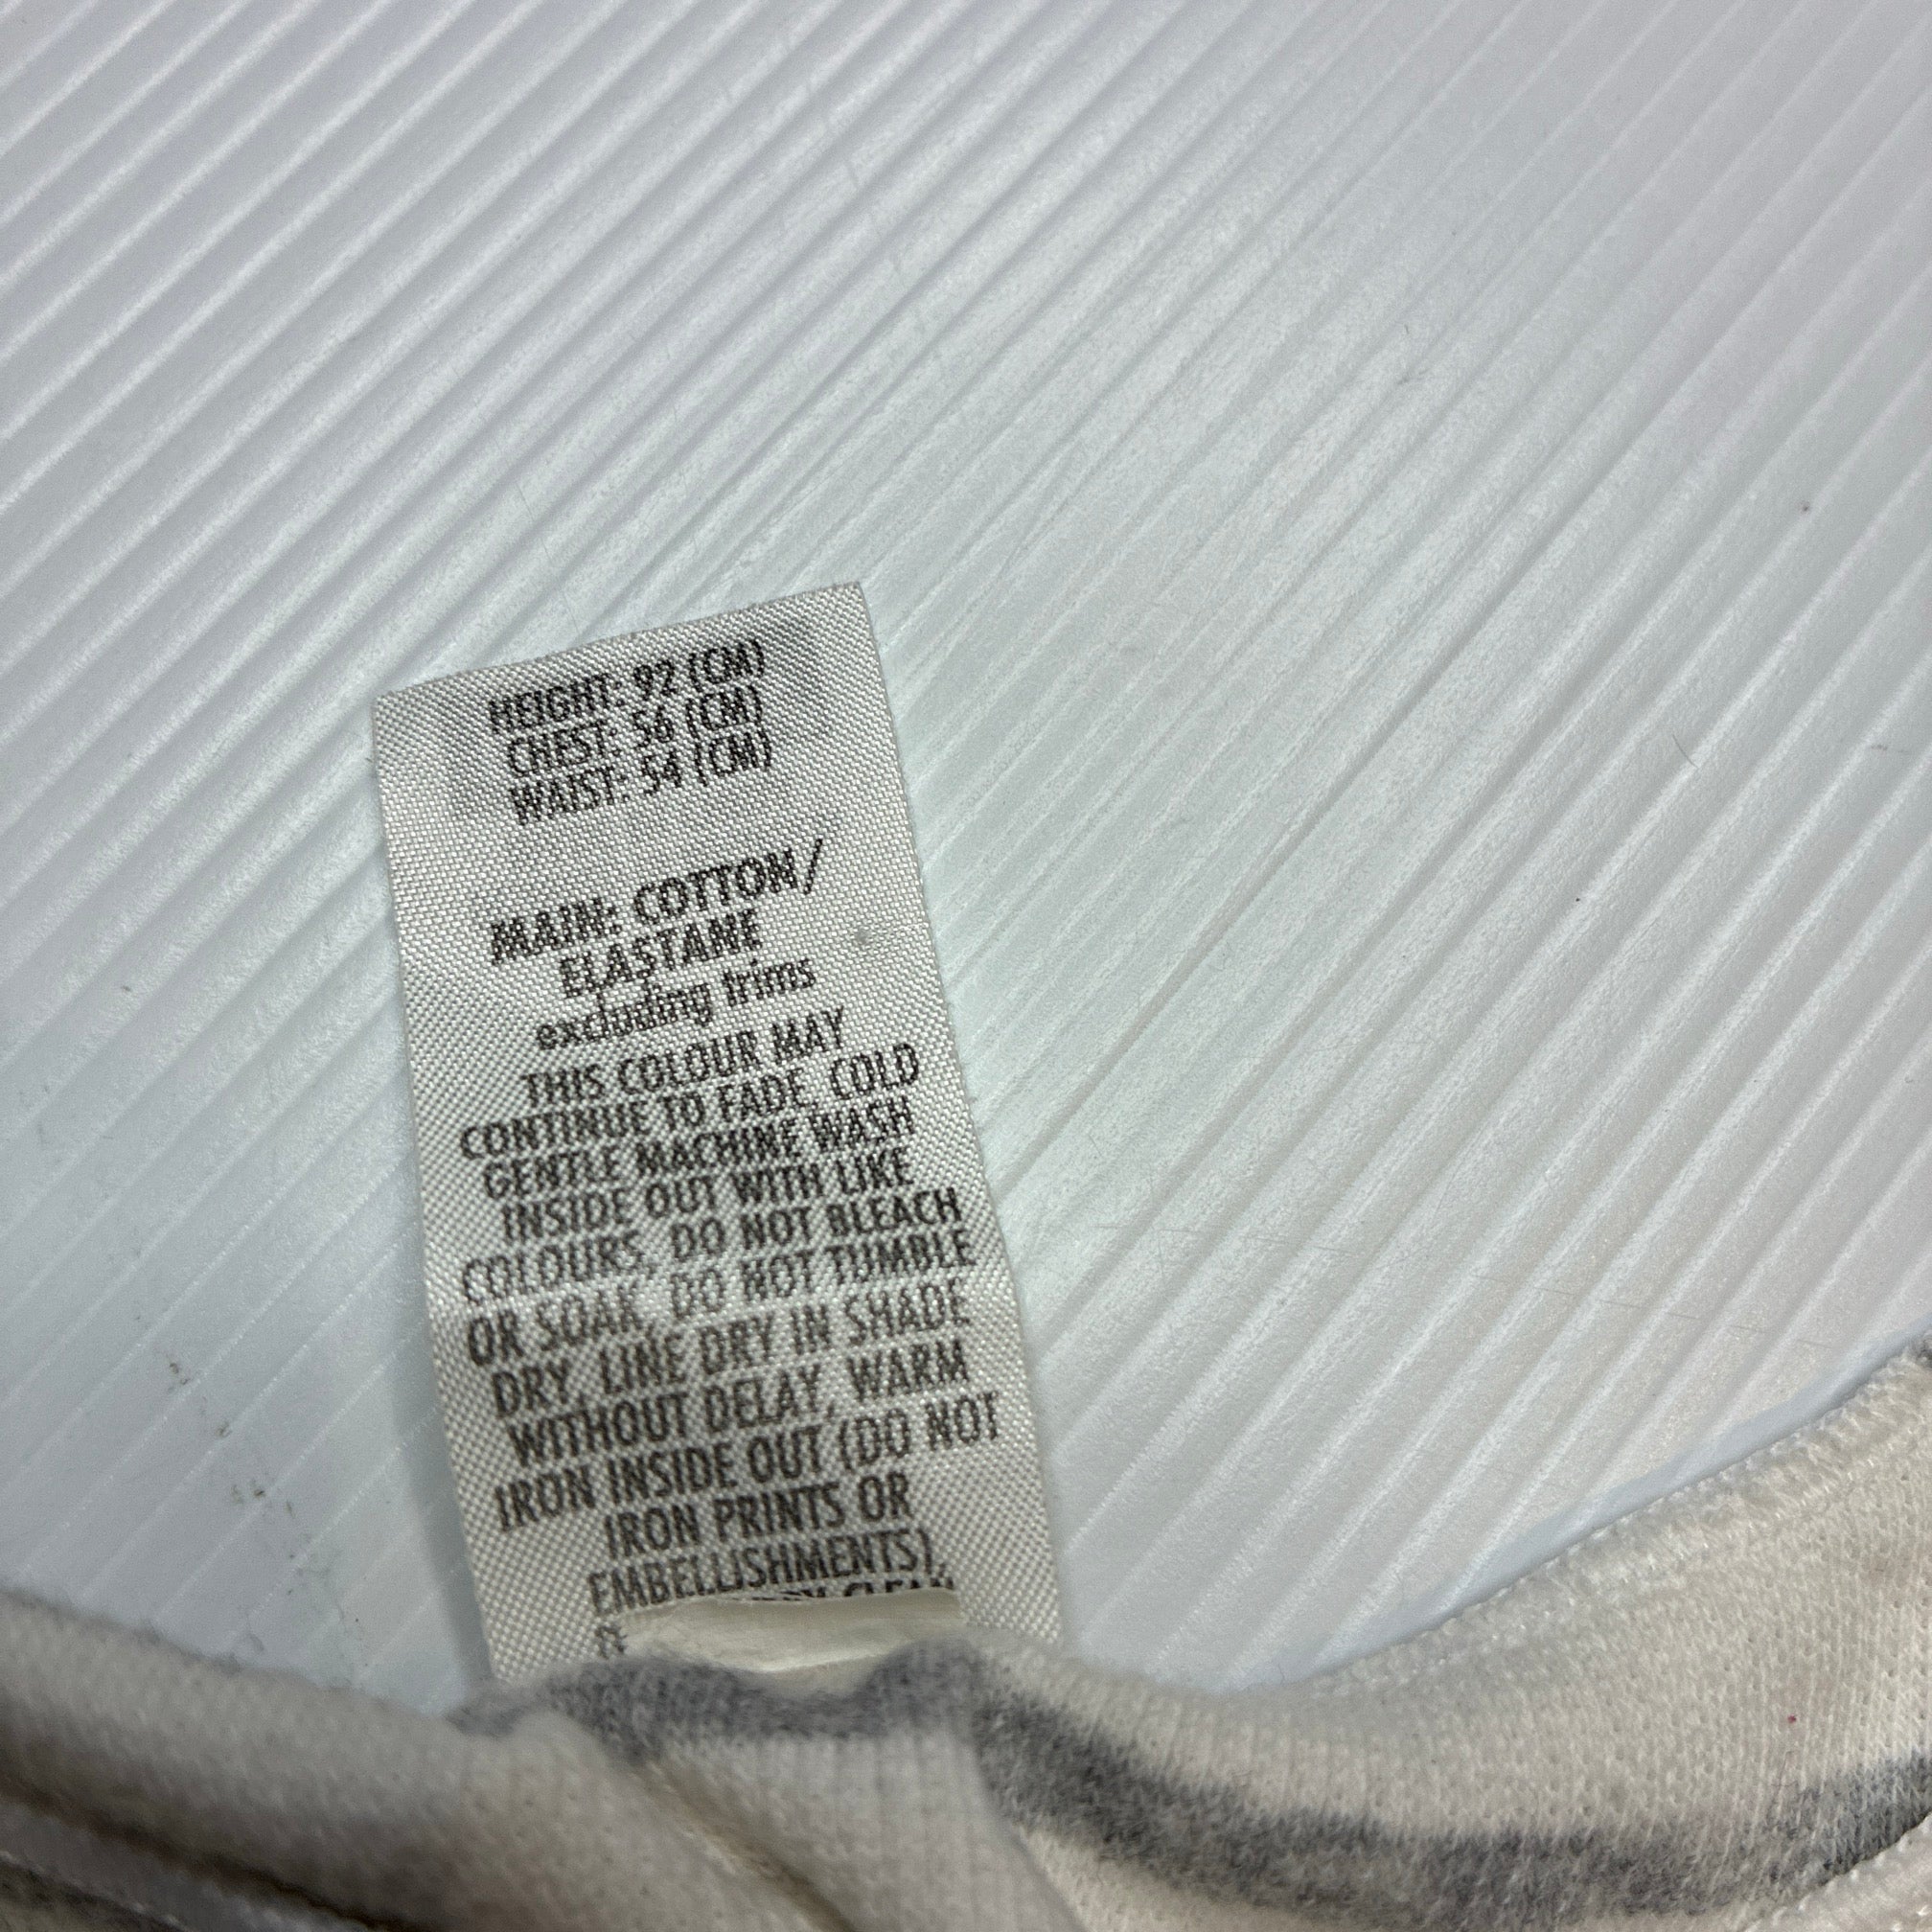 HEIGHT: 92 (CM)
CHEST: 56 (CM)
WAIST: 54 (CM)
MAIN: COTTON/
ELASTANE
excluding trims
THIS COLOUR MAY
CONTINUE TO FADE. COLD
GENTLE MACHINE WASH
INSIDE OUT WITH LIKE
COLOURS. DO NOT BLEACH
OR SOAK. DO NOT TUMBLE
DRY. LINE DRY IN SHADE
WITHOUT DELAY. WARM
IRON INSIDE OUT (DO NOT
IRON PRINTS OR
EMBELLISHMENTS).
CLEAN